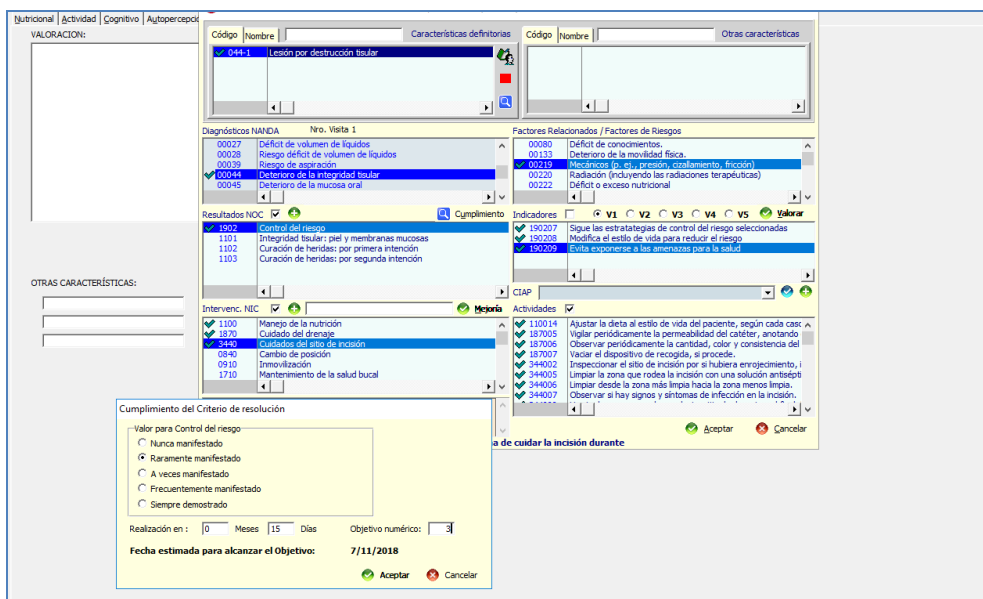 Nutricional Actividad Cognitivo
VALORACION:
OTRAS CARACTERÍSTICAS:
Código Nombre Características definitorias
044-1 Lesión por destrucción tisular
Código Nombre Otras características
Diagnósticos NANDA Nro. Visita 1
00027 Déficit de volumen de líquidos
00028 Riesgo déficit de volumen de líquidos
00039 Riesgo de aspiración
00044 Deterioro de la integridad tisular
00045 Deterioro de la mucosa oral
Factores Relacionados / Factores de Riesgos
00080 Déficit de conocimientos.
00133 Deterioro de la movilidad física.
00219 Mecánicos (p. ej., presión, cizallamiento, fricción)
00220 Radiación (incluyendo las radiaciones terapéuticas)
00222 Déficit o exceso nutricional
Resultados NOC Cumplimiento
1902 Control del riesgo
1101 Integridad tisular: piel y membranas mucosas
1102 Curación de heridas: por primera intención
1103 Curación de heridas: por segunda intención
Indicadores V1 V2 V3 V4 V5 Valorar
190207 Sigue las estratategias de control del riesgo seleccionadas
190208 Modifica el estilo de vida para reducir el riesgo
190209 Evita exponerse a las amenazas para la salud
CIAP
Intervenc. NIC Mejoría
1100 Manejo de la nutrición
1870 Cuidado del drenaje
3440 Cuidados del sitio de incisión
0840 Cambio de posición
0910 Inmovilización
1710 Mantenimiento de la salud bucal
Actividades
110014 Ajustar la dieta al estilo de vida del paciente, según cada caso
187005 Vigilar periódicamente la permeabilidad del catéter, anotando
187006 Observar periódicamente la cantidad, color y consistencia del
187007 Vaciar el dispositivo de recogida, si procede.
344002 Inspeccionar el sitio de incisión por si hubiera enrojecimiento, i
344005 Limpiar la zona que rodea la incisión con una solución antisépti
344006 Limpiar desde la zona más limpia hacia la zona menos limpia.
344007 Observar si hay signos y síntomas de infección en la incisión.
Aceptar Cancelar
a de cuidar la incisión durante
Cumplimiento del Criterio de resolución
Valor para Control del riesgo
Nunca manifestado
Raramente manifestado
A veces manifestado
Frecuentemente manifestado
Siempre demostrado
Realización en : 0 Meses 15 Días Objetivo numérico: 3
Fecha estimada para alcanzar el Objetivo: 7/11/2018
Aceptar Cancelar